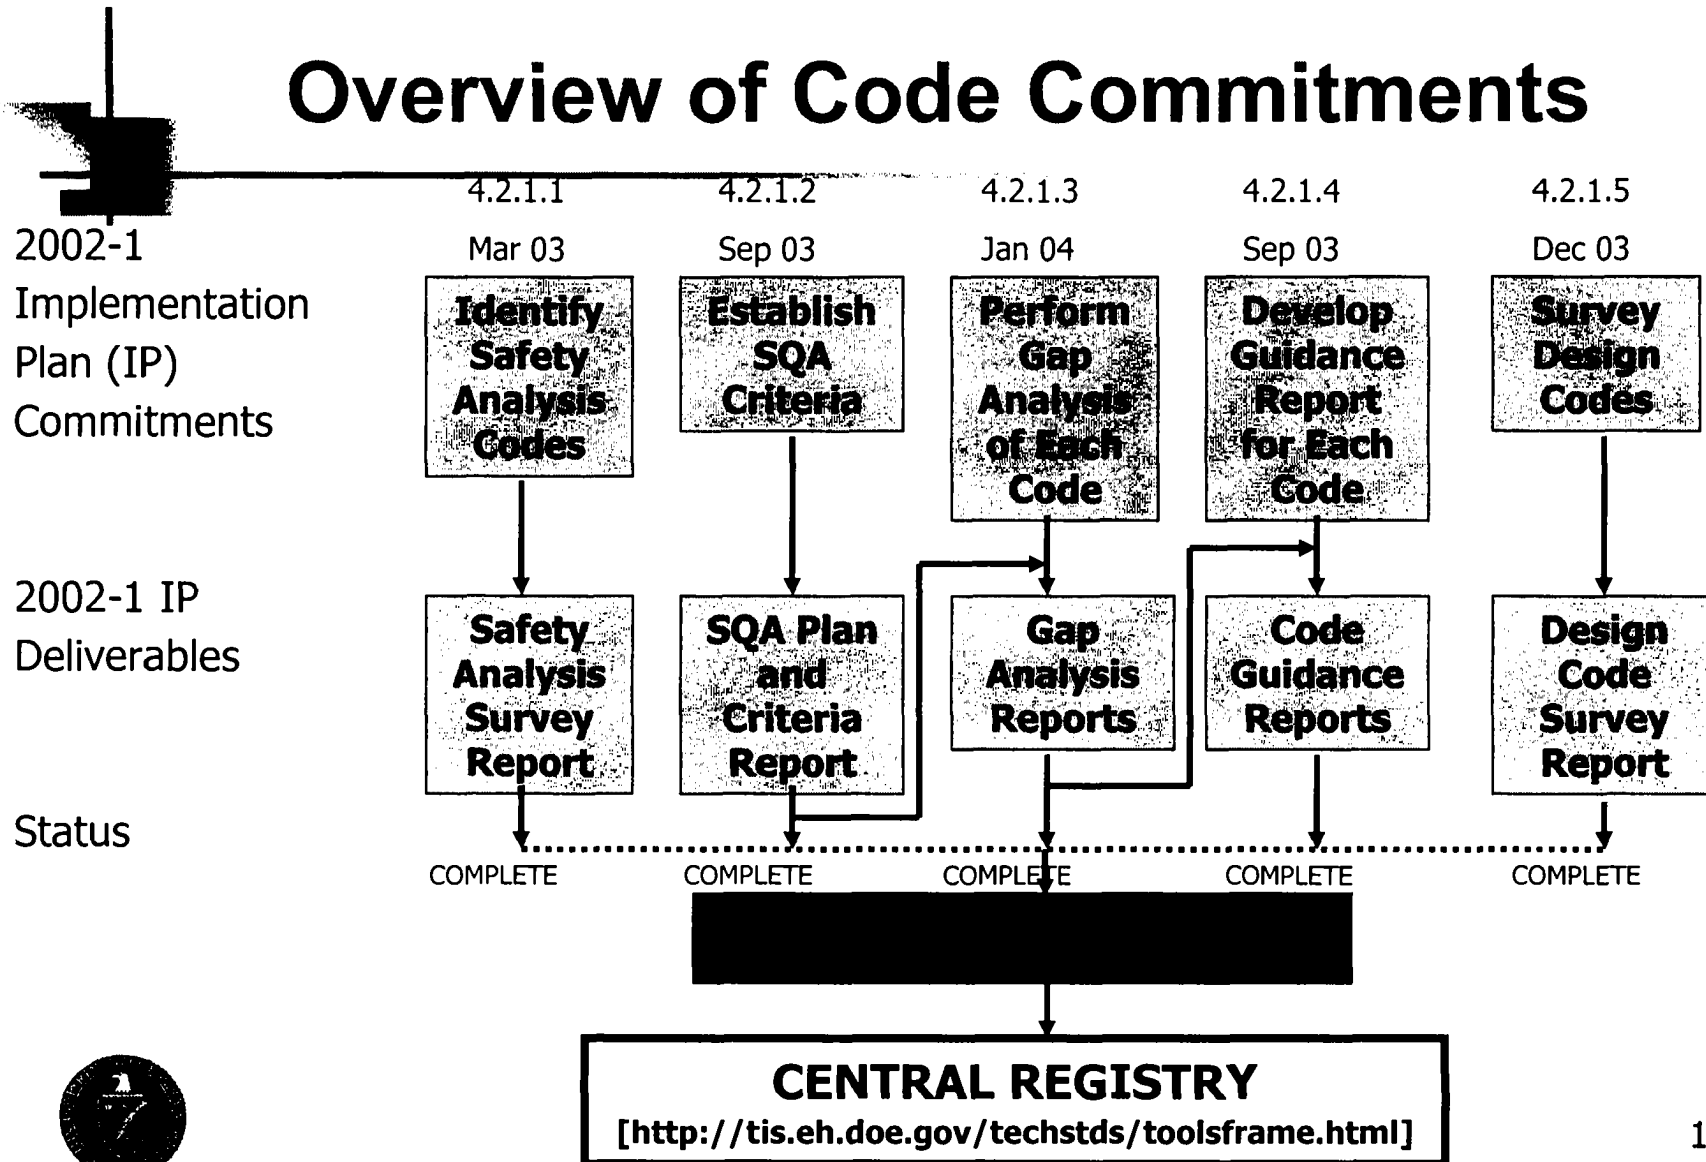 Overview of Code Commitments
4.2.1.1
4.2.1.2
4.2.1.3
4.2.1.4
4.2.1.5
2002-1
Implementation
Plan (IP)
Commitments
Mar 03
Sep 03
Jan 04
Sep 03
Dec 03
Identify
Safety
Analysis
Codes
Establish
SQA
Criteria
Perform
Gap
Analysis
of Each
Code
Develop
Guidance
Report
for Each
Code
Survey
Design
Codes
2002-1 IP
Deliverables
Safety
Analysis
Survey
Report
SQA Plan
and
Criteria
Report
Gap
Analysis
Reports
Code
Guidance
Reports
Design
Code
Survey
Report
Status
COMPLETE
COMPLETE
COMPLETE
COMPLETE
COMPLETE
CENTRAL REGISTRY
[http://tis.eh.doe.gov/techstds/toolsframe.html]
1